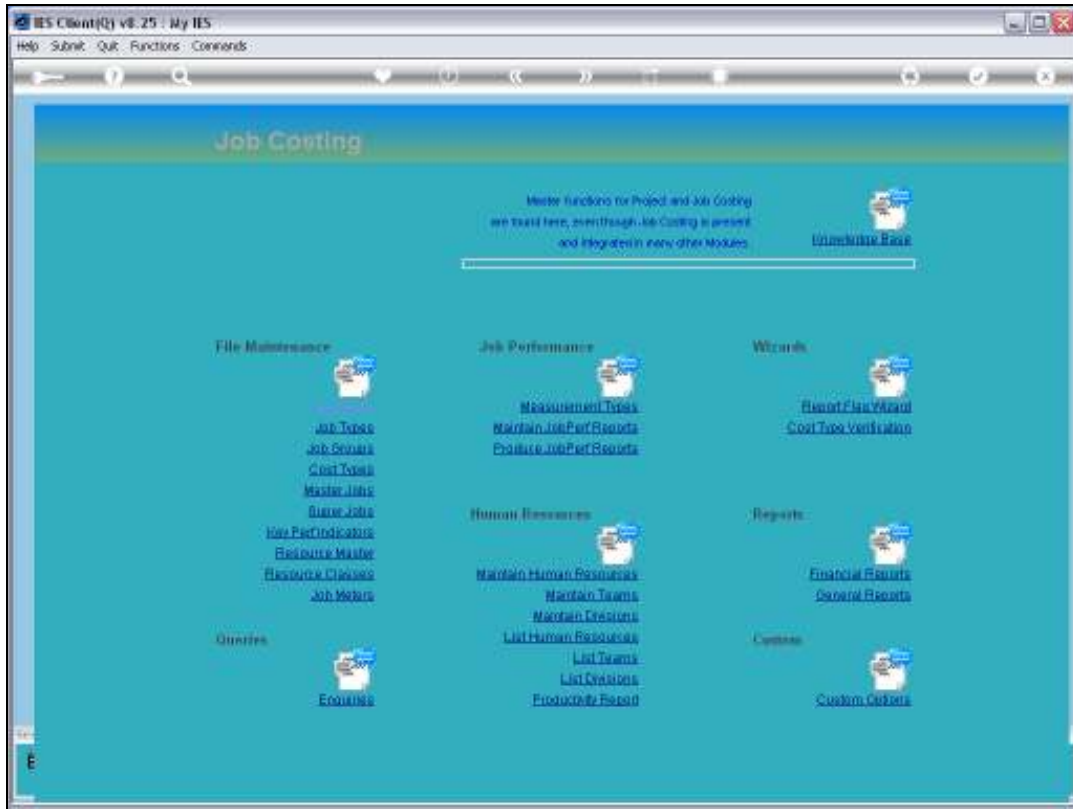 IES Client(Q) v8.25 : My IES
Help Submit Quit Functions Commands
Job Costing
Master functions for Project and Job Costing
are found here, even though Job Costing is present
and integrated in many other Modules.
Knowledge Base
File Maintenance
Job Types
Job Groups
Cost Types
Master Jobs
Super Jobs
Key Perf Indicators
Resource Master
Resource Classes
Job Meters
Queries
Enquiries
Job Performance
Measurement Types
Maintain JobPerf Reports
Produce JobPerf Reports
Human Resources
Maintain Human Resources
Maintain Teams
Maintain Divisions
List Human Resources
List Teams
List Divisions
Productivity Report
Wizards
Report Flag Wizard
Cost Type Verification
Reports
Financial Reports
General Reports
Custom
Custom Options